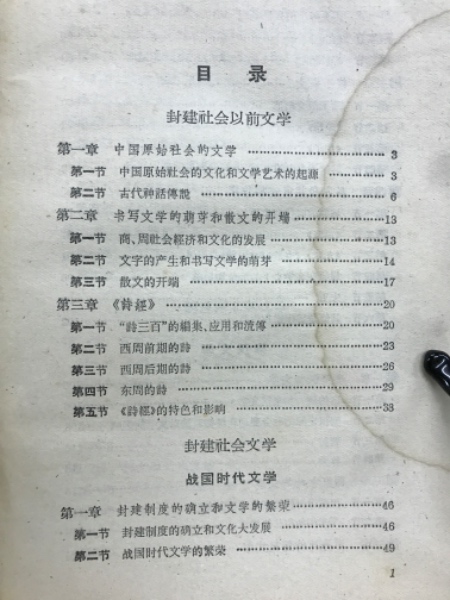 目 录
封建社会以前文学
第一章 中国原始社会的文学 ……………… 3
第一节 中国原始社会的文化和文学艺术的起源 ……………… 3
第二节 古代神話傳說 ……………… 6
第二章 书写文学的萌芽和散文的开端 ……………… 13
第一节 商、周社会經济和文化的发展 ……………… 13
第二节 文字的产生和书写文学的萌芽 ……………… 14
第三节 散文的开端 ……………… 17
第三章 《詩經》 ……………… 20
第一节 “詩三百”的編集、应用和流傳 ……………… 20
第二节 西周前期的詩 ……………… 23
第三节 西周后期的詩 ……………… 26
第四节 东周的詩 ……………… 29
第五节 《詩經》的特色和影响 ……………… 38
封建社会文学
战国时代文学
第一章 封建制度的确立和文学的繁荣 ……………… 46
第一节 封建制度的确立和文化大发展 ……………… 46
第二节 战国时代文学的繁荣 ……………… 49
1